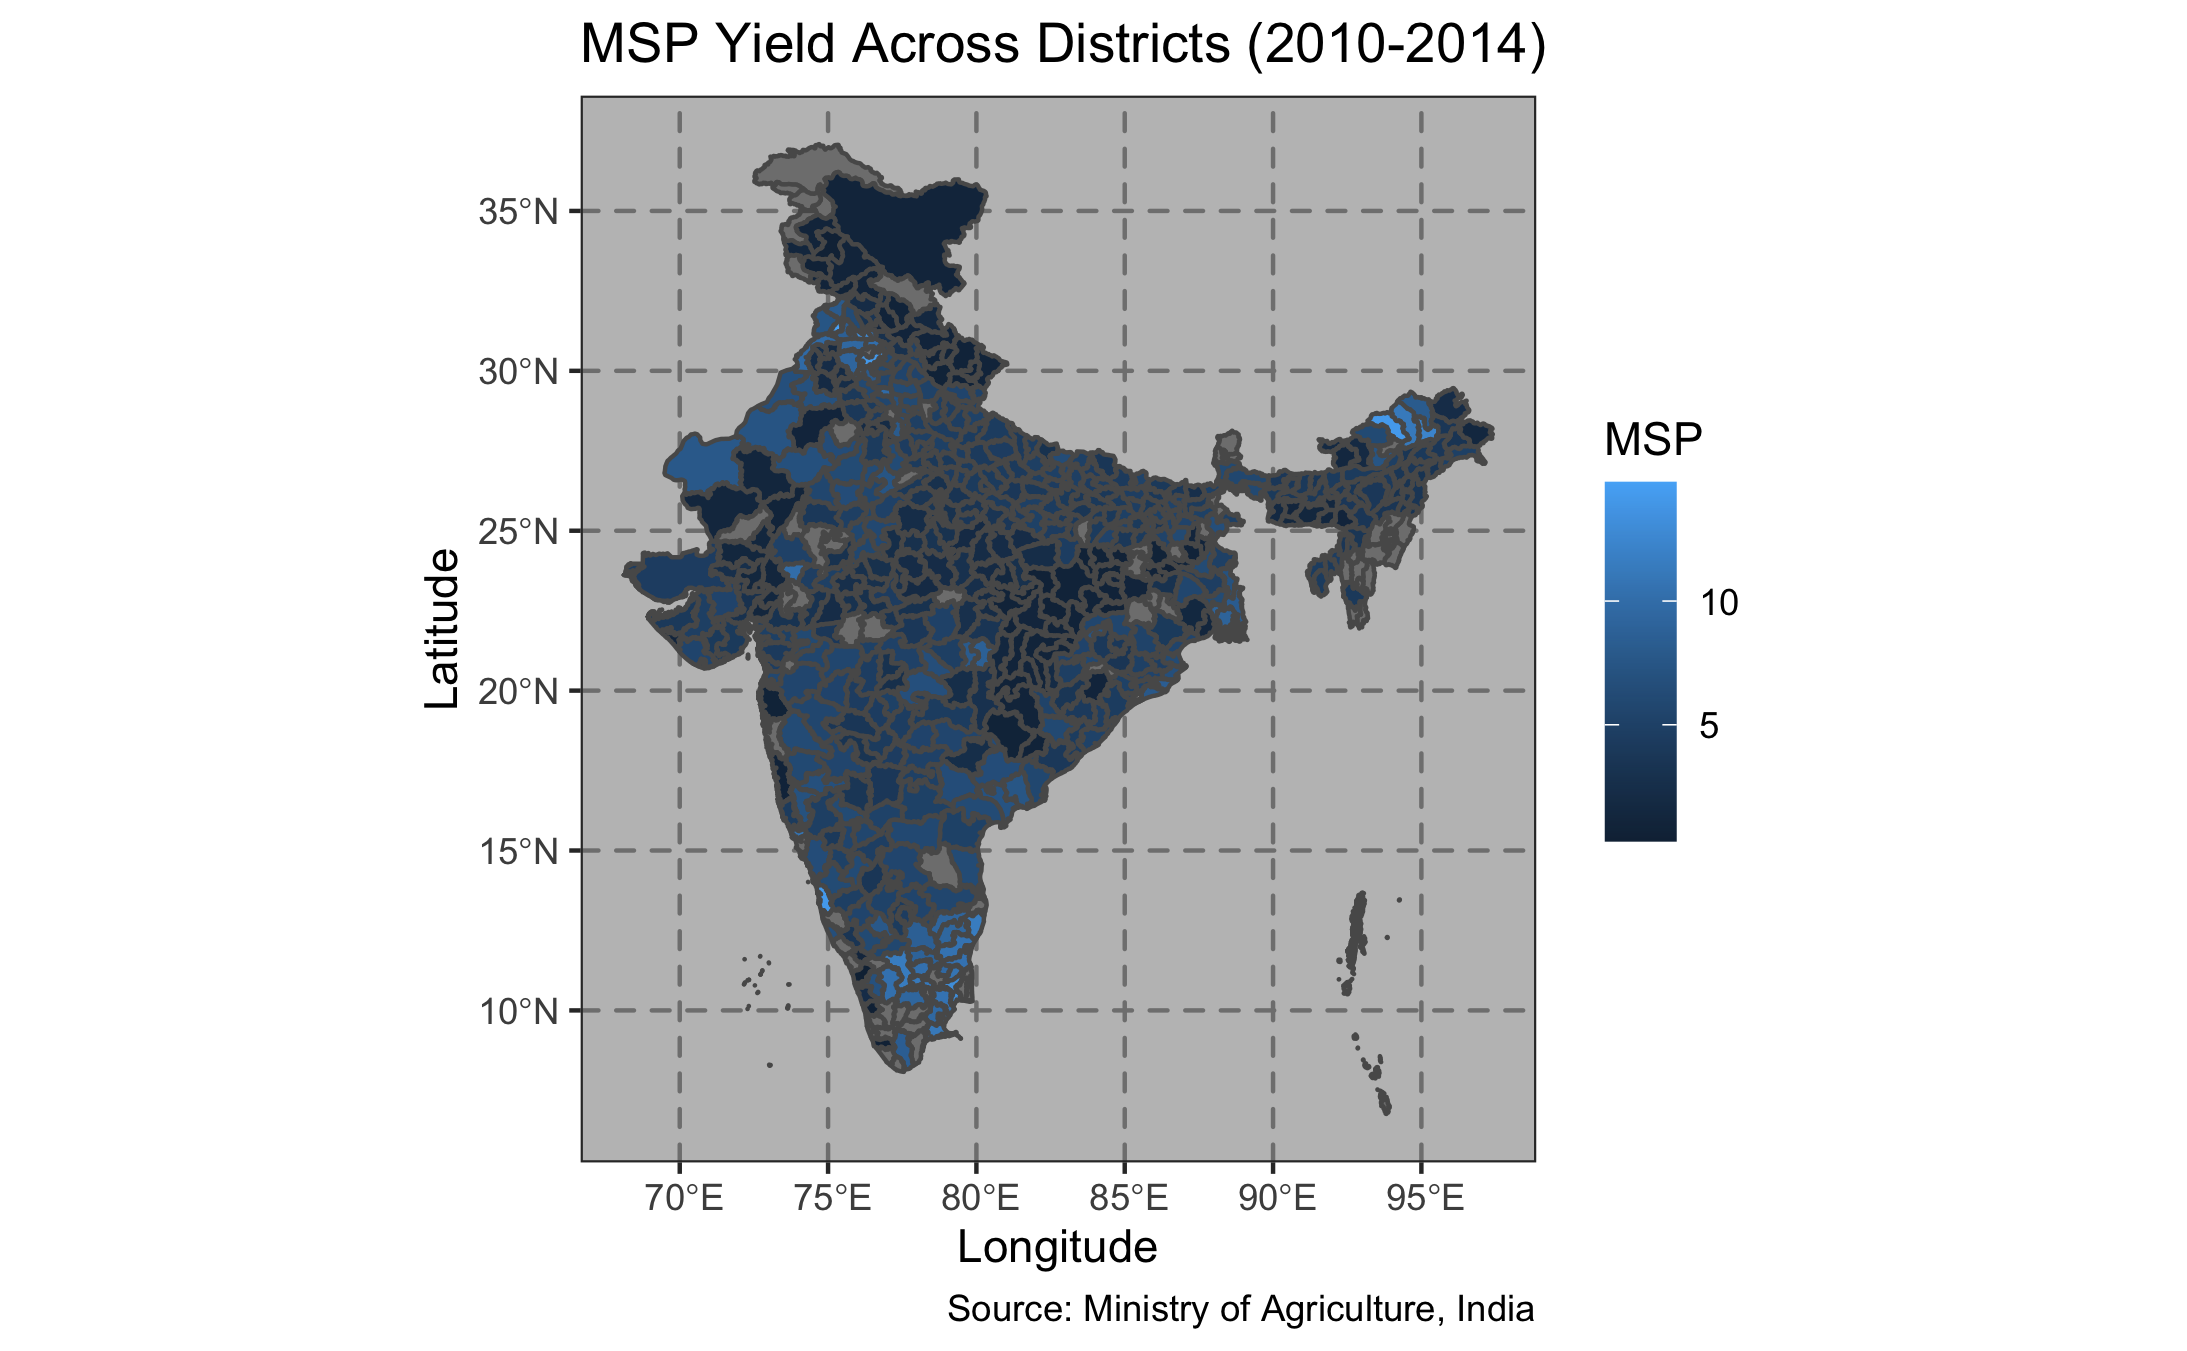 MSP Yield Across Districts (2010-2014)
35°N
30°N
25°N
20°N
15°N
10°N
Latitude
70°E 75°E 80°E 85°E 90°E 95°E
Longitude
Source: Ministry of Agriculture, India
MSP
10
5